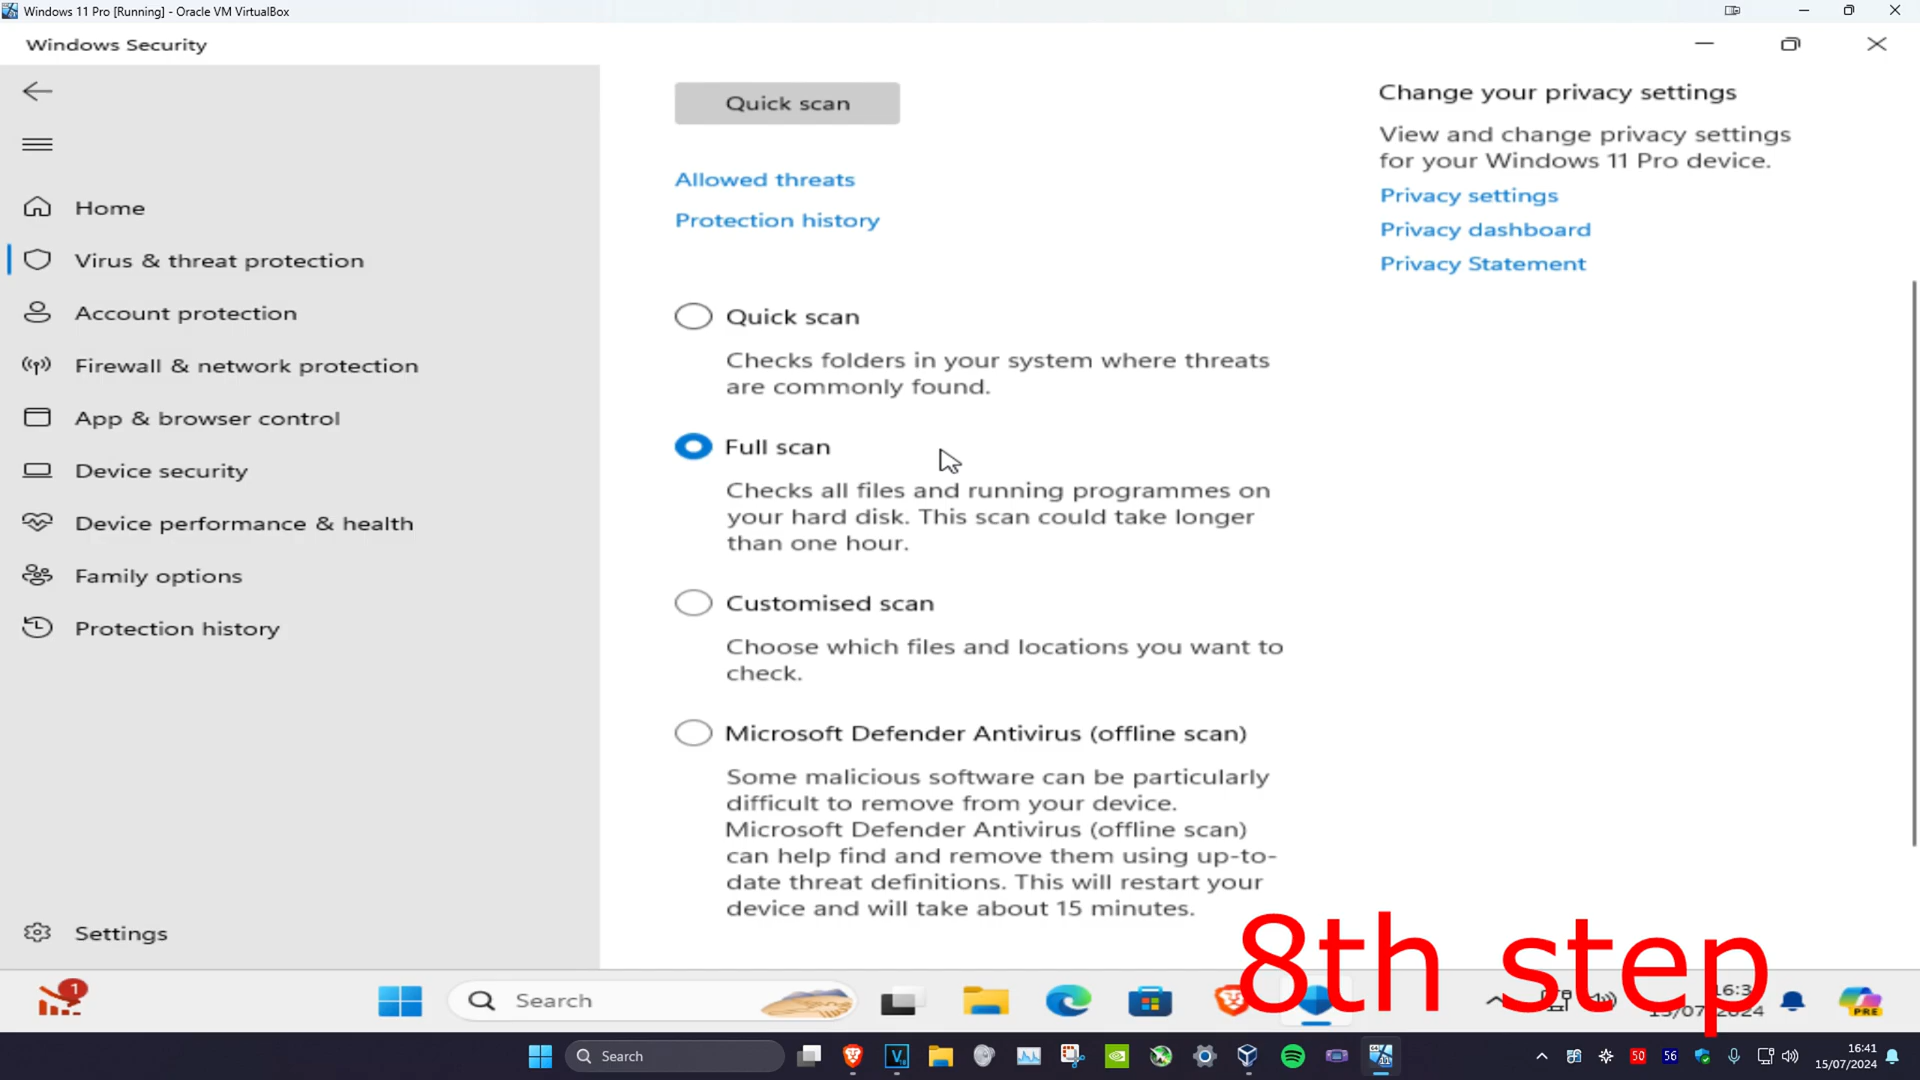 Windows 11 Pro [Running] - Oracle VM VirtualBox
Windows Security
Home
Virus & threat protection
Account protection
Firewall & network protection
App & browser control
Device security
Device performance & health
Family options
Protection history
Settings
Quick scan
Allowed threats
Protection history
Quick scan
Checks folders in your system where threats
are commonly found.
Full scan
Checks all files and running programmes on
your hard disk. This scan could take longer
than one hour.
Customised scan
Choose which files and locations you want to
check.
Microsoft Defender Antivirus (offline scan)
Some malicious software can be particularly
difficult to remove from your device.
Microsoft Defender Antivirus (offline scan)
can help find and remove them using up-to-
date threat definitions. This will restart your
device and will take about 15 minutes.
Change your privacy settings
View and change privacy settings
for your Windows 11 Pro device.
Privacy settings
Privacy dashboard
Privacy Statement
8th step
1
Search
PRE
Search
50
56
16:41
15/07/2024